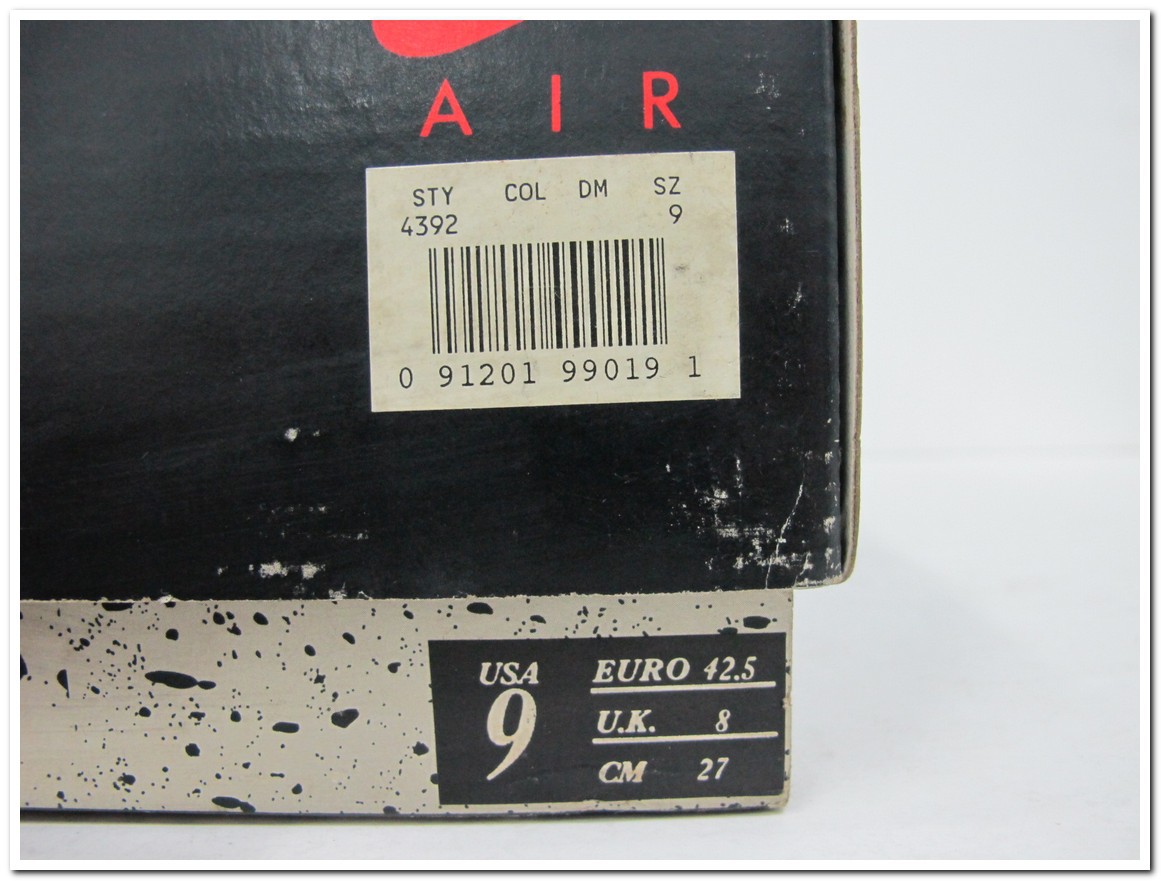 AIR
STY COL DM SZ
4392 9
0 91201 99019 1
USA
9
EURO 42.5
U.K. 8
CM 27